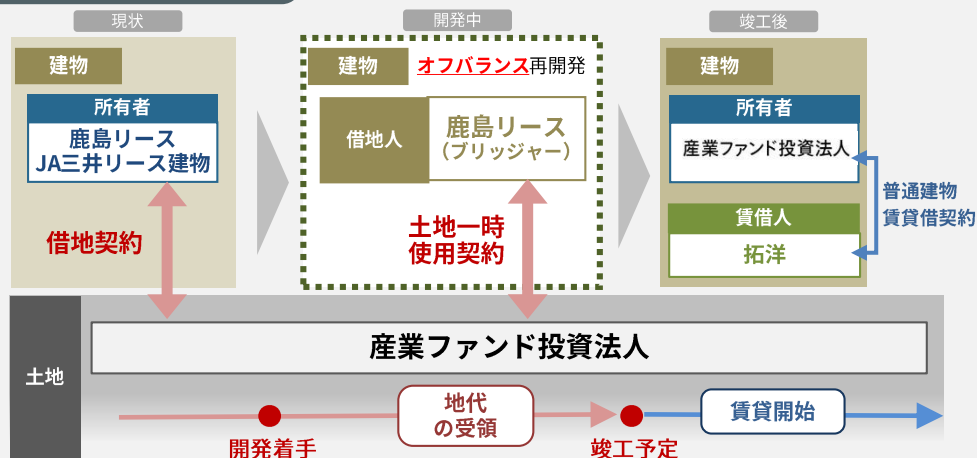 現状
建物
所有者
鹿島リース
JA三井リース建物
借地契約
開発中
建物
オフバランス再開発
借地人
鹿島リース
（ブリッジャー）
土地一時
使用契約
竣工後
建物
所有者
産業ファンド投資法人
賃借人
拓洋
普通建物
賃貸借契約
土地
産業ファンド投資法人
開発着手
地代
の受領
竣工予定
賃貸開始